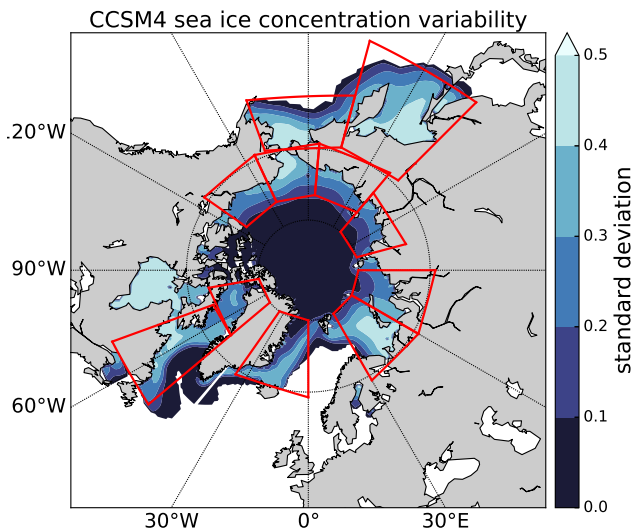 CCSM4 sea ice concentration variability
0.5
0.4
0.3
0.2
0.1
0.0
standard deviation
.20°W
90°W
60°W
30°W
0°
30°E